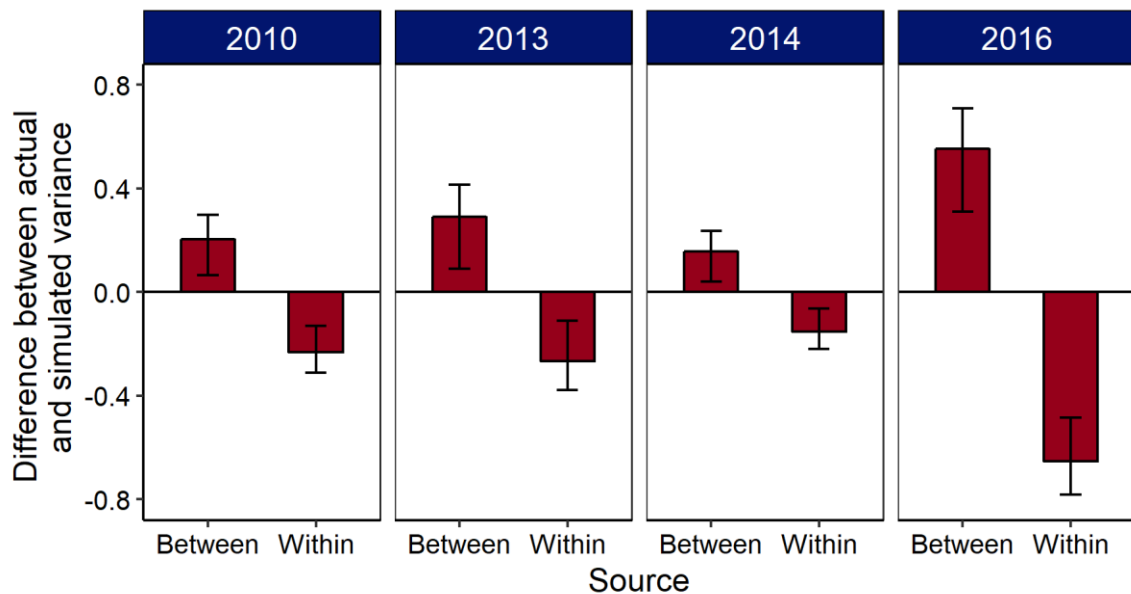 2010
2013
2014
2016
Difference between actual
and simulated variance
0.8
0.4
0.0
-0.4
-0.8
Between Within
Between Within
Between Within
Between Within
Source